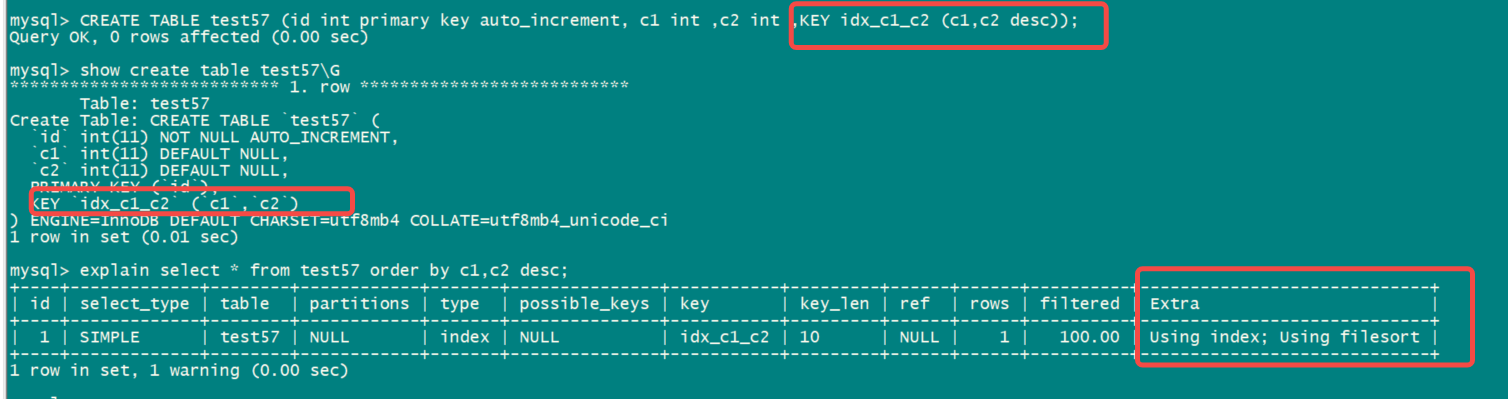 mysql> CREATE TABLE test57 (id int primary key auto_increment, c1 int ,c2 int ,KEY idx_c1_c2 (c1,c2 desc));
Query OK, 0 rows affected (0.00 sec)
mysql> show create table test57\G
*************************** 1. row ***************************
       Table: test57
Create Table: CREATE TABLE `test57` (
  `id` int(11) NOT NULL AUTO_INCREMENT,
  `c1` int(11) DEFAULT NULL,
  `c2` int(11) DEFAULT NULL,
  PRIMARY KEY (`id`),
  KEY `idx_c1_c2` (`c1`,`c2`)
) ENGINE=InnoDB DEFAULT CHARSET=utf8mb4 COLLATE=utf8mb4_unicode_ci
1 row in set (0.01 sec)
mysql> explain select * from test57 order by c1,c2 desc;
+----+-------------+--------+------------+-------+---------------+-----------+---------+------+------+----------+-----------------------------+
| id | select_type | table  | partitions | type  | possible_keys | key       | key_len | ref  | rows | filtered | Extra                       |
+----+-------------+--------+------------+-------+---------------+-----------+---------+------+------+----------+-----------------------------+
|  1 | SIMPLE      | test57 | NULL       | index | NULL          | idx_c1_c2 | 10      | NULL |    1 |   100.00 | Using index; Using filesort |
+----+-------------+--------+------------+-------+---------------+-----------+---------+------+------+----------+-----------------------------+
1 row in set, 1 warning (0.00 sec)